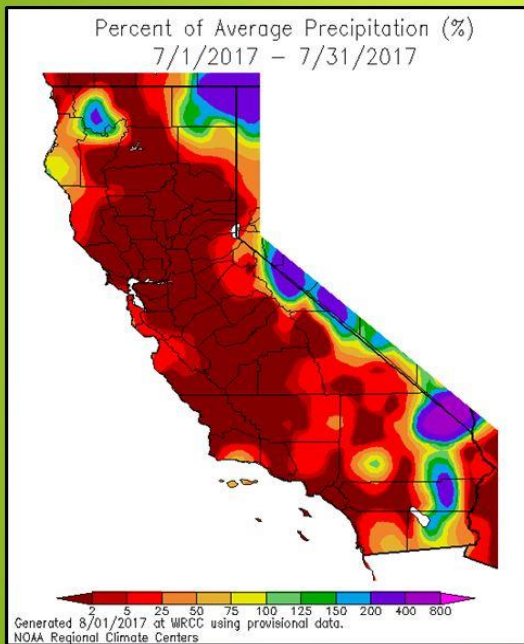 Percent of Average Precipitation (%)
7/1/2017 – 7/31/2017
2 5 25 50 75 100 125 150 200 400 800
Generated 8/01/2017 at WRCC using provisional data.
NOAA Regional Climate Centers